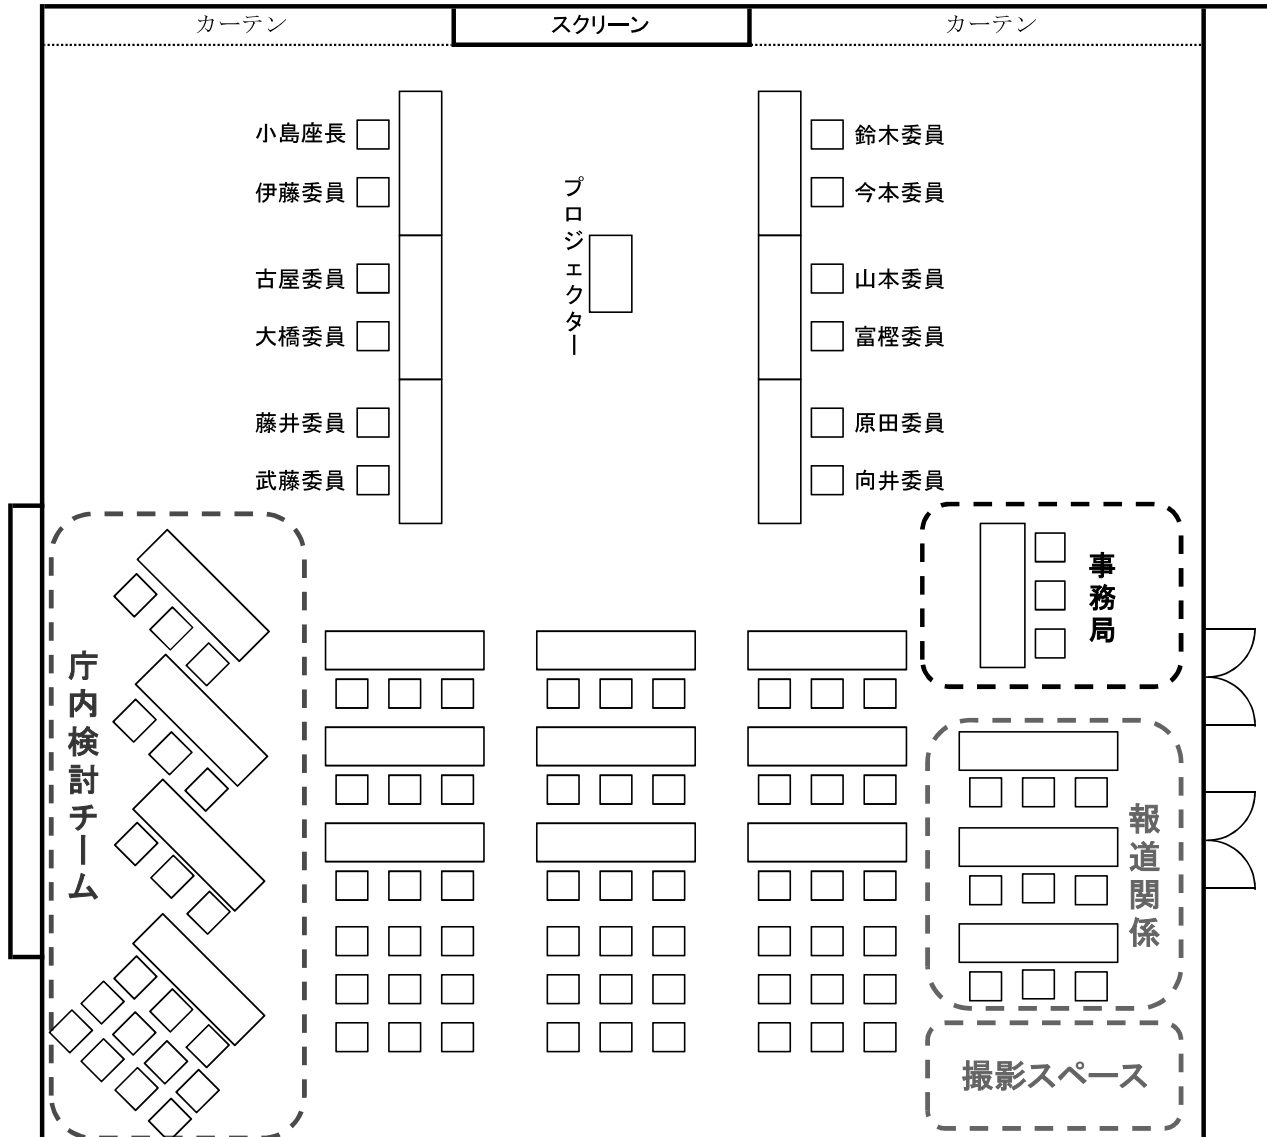 カーテン
スクリーン
カーテン
小島座長
鈴木委員
伊藤委員
今本委員
プロジェクター
古屋委員
山本委員
大橋委員
富樫委員
藤井委員
原田委員
武藤委員
向井委員
事務局
庁内検討チーム
報道関係
撮影スペース